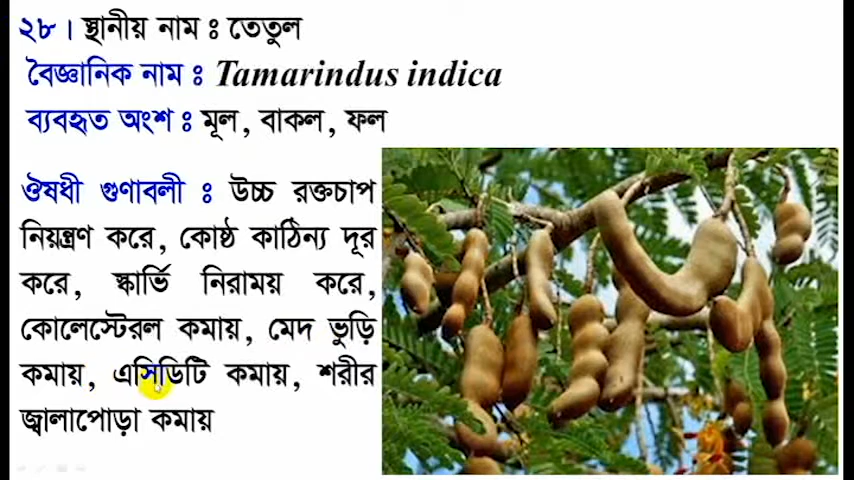 ২৮। স্থানীয় নাম ঃ তেতুল
বৈজ্ঞানিক নাম ঃ Tamarindus indica
ব্যবহৃত অংশ ঃ মূল, বাকল, ফল
ঔষধী গুণাবলী ঃ উচ্চ রক্তচাপ
নিয়ন্ত্রণ করে, কোষ্ঠ কাঠিন্য দূর
করে, স্কার্ভি নিরাময় করে,
কোলেস্টেরল কমায়, মেদ ভুড়ি
কমায়, এসিডিটি কমায়, শরীর
জ্বালাপোড়া কমায়